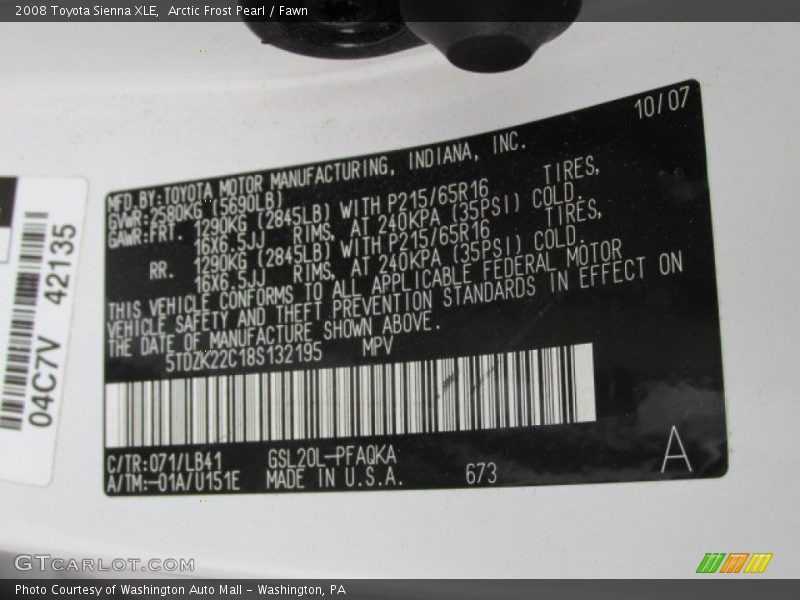 2008 Toyota Sienna XLE,  Arctic Frost Pearl / Fawn
10/07
MFD.BY:TOYOTA MOTOR MANUFACTURING, INDIANA, INC.
GVWR:2580KG (5690LB)
GAWR:FRT. 1290KG (2845LB) WITH P215/65R16 TIRES,
16X6.5JJ RIMS, AT 240KPA (35PSI) COLD.
RR. 1290KG (2845LB) WITH P215/65R16 TIRES,
16X6.5JJ RIMS, AT 240KPA (35PSI) COLD.
THIS VEHICLE CONFORMS TO ALL APPLICABLE FEDERAL MOTOR
VEHICLE SAFETY AND THEFT PREVENTION STANDARDS IN EFFECT ON
THE DATE OF MANUFACTURE SHOWN ABOVE.
5TDZK22C18S132195 MPV
C/TR:071/LB41 GSL20L-PFAQKA
A/TM:-01A/U151E MADE IN U.S.A. 673
A
04C7V 42135
GTCARLOT.COM
Photo Courtesy of Washington Auto Mall - Washington, PA